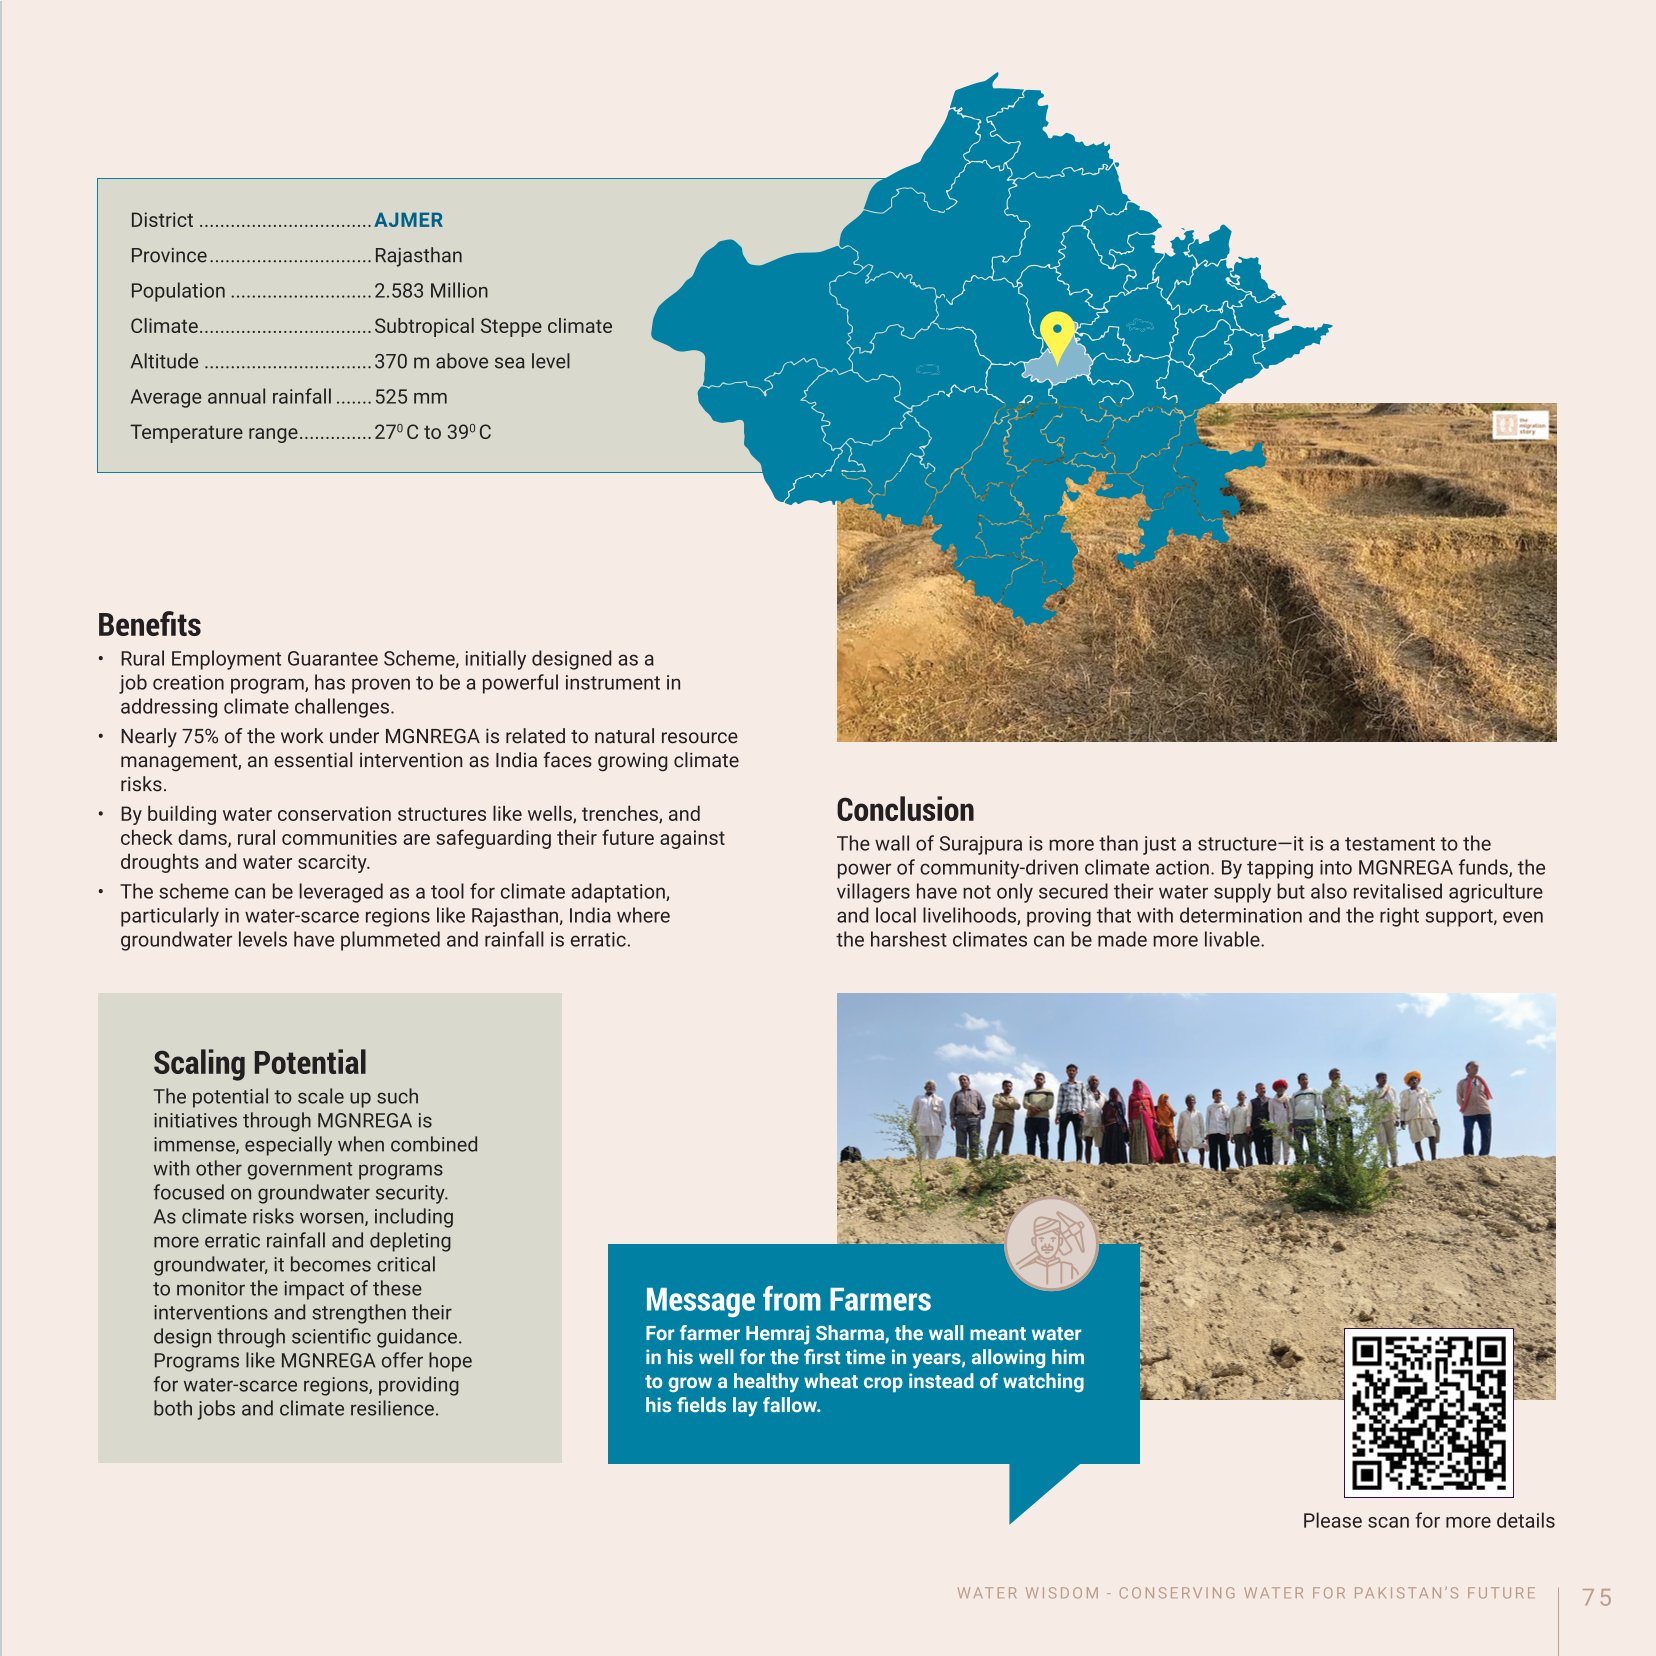 District ................................. AJMER
Province............................... Rajasthan
Population ........................... 2.583 Million
Climate................................. Subtropical Steppe climate
Altitude ................................ 370 m above sea level
Average annual rainfall ....... 525 mm
Temperature range.............. 27⁰ C to 39⁰ C
the migration story
Benefits
• Rural Employment Guarantee Scheme, initially designed as a
job creation program, has proven to be a powerful instrument in
addressing climate challenges.
• Nearly 75% of the work under MGNREGA is related to natural resource
management, an essential intervention as India faces growing climate
risks.
• By building water conservation structures like wells, trenches, and
check dams, rural communities are safeguarding their future against
droughts and water scarcity.
• The scheme can be leveraged as a tool for climate adaptation,
particularly in water-scarce regions like Rajasthan, India where
groundwater levels have plummeted and rainfall is erratic.
Conclusion
The wall of Surajpura is more than just a structure—it is a testament to the
power of community-driven climate action. By tapping into MGNREGA funds, the
villagers have not only secured their water supply but also revitalised agriculture
and local livelihoods, proving that with determination and the right support, even
the harshest climates can be made more livable.
Scaling Potential
The potential to scale up such
initiatives through MGNREGA is
immense, especially when combined
with other government programs
focused on groundwater security.
As climate risks worsen, including
more erratic rainfall and depleting
groundwater, it becomes critical
to monitor the impact of these
interventions and strengthen their
design through scientific guidance.
Programs like MGNREGA offer hope
for water-scarce regions, providing
both jobs and climate resilience.
Message from Farmers
For farmer Hemraj Sharma, the wall meant water
in his well for the first time in years, allowing him
to grow a healthy wheat crop instead of watching
his fields lay fallow.
Please scan for more details
WATER WISDOM - CONSERVING WATER FOR PAKISTAN'S FUTURE
75